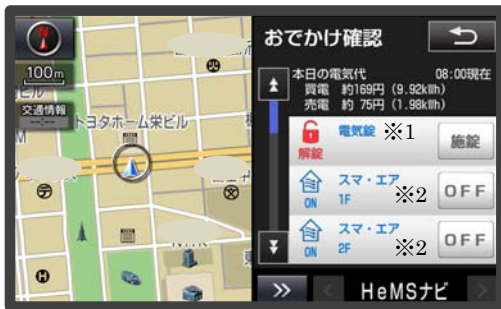 100m
交通情報
--:--
トヨタホーム栄ビル
おでかけ確認
本日の電気代 08:00現在
買電 約169円 (9.92kWh)
売電 約 75円 (1.98kWh)
解錠
電気錠 ※1
施錠
ON
スマ・エア
1F ※2
OFF
ON
スマ・エア
2F ※2
OFF
HeMSナビ